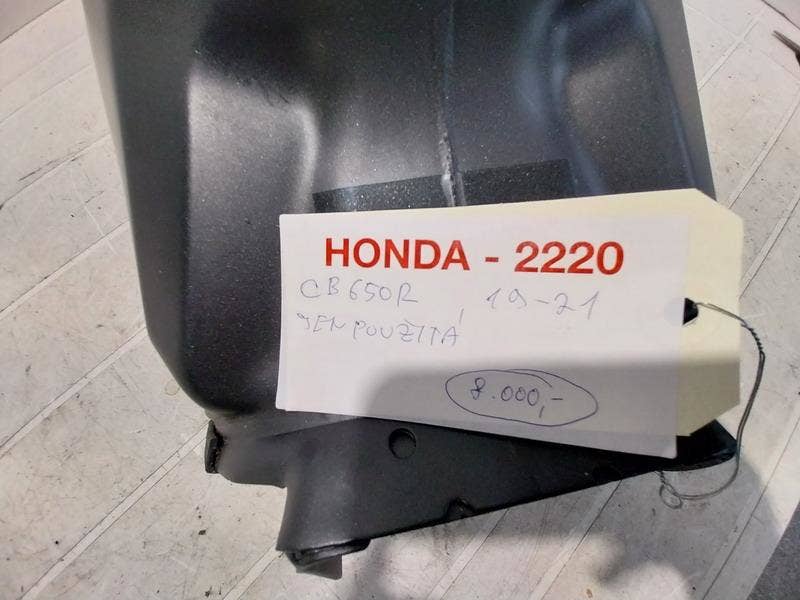 HONDA - 2220
CB650R, 19-21
JEN POUŽITÁ
8.000,-